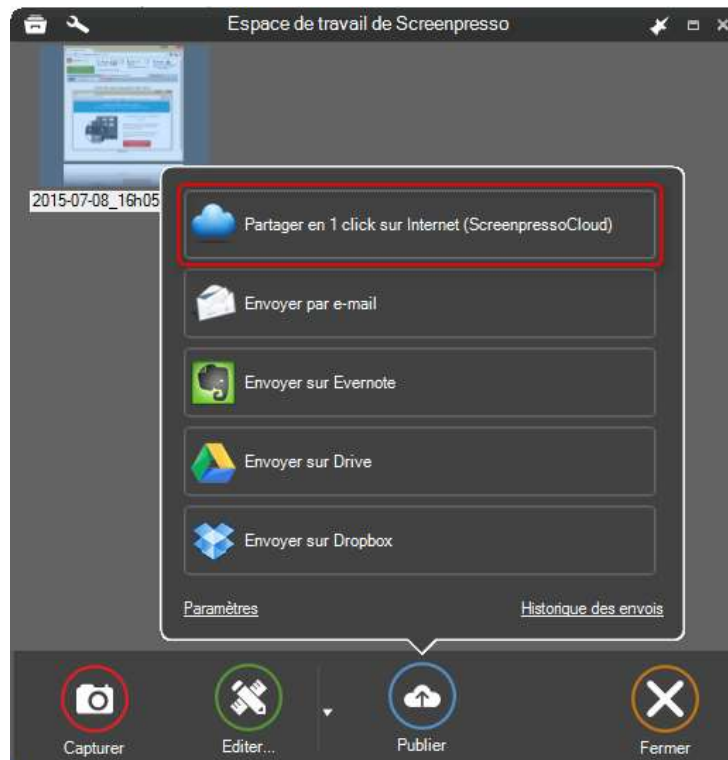 Espace de travail de Screenpresso
2015-07-08_16h05
Partager en 1 click sur Internet (ScreenpressoCloud)
Envoyer par e-mail
Envoyer sur Evernote
Envoyer sur Drive
Envoyer sur Dropbox
Paramètres
Historique des envois
Capturer
Editer...
Publier
Fermer